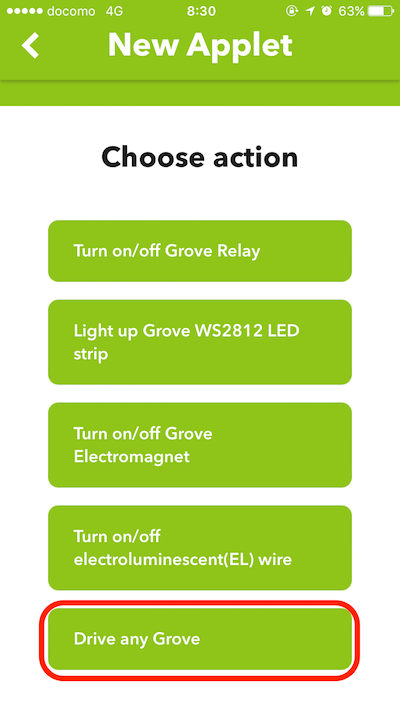 docomo 4G 8:30 63%
New Applet
Choose action
Turn on/off Grove Relay
Light up Grove WS2812 LED
strip
Turn on/off Grove
Electromagnet
Turn on/off
electroluminescent(EL) wire
Drive any Grove